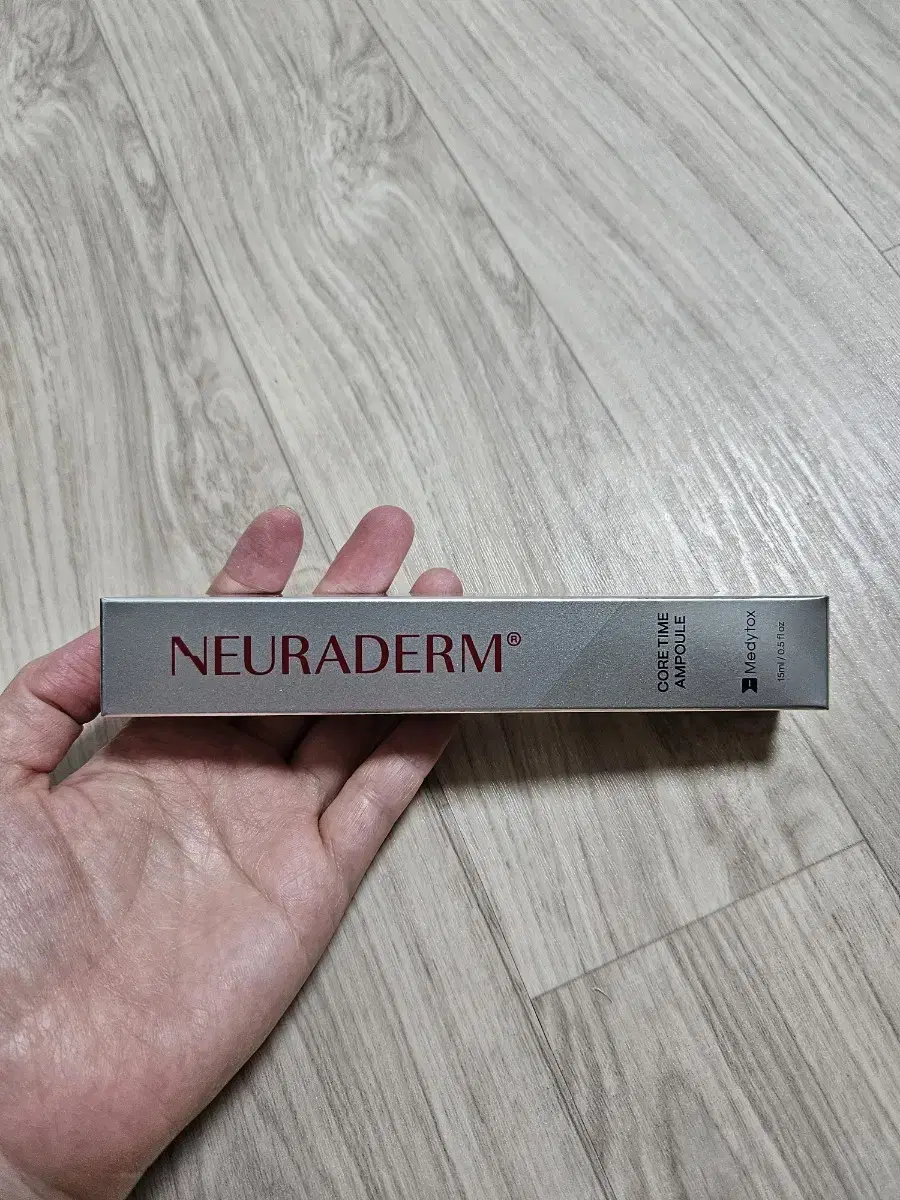 NEURADERM®
CORE TIME
AMPOULE
Medytox
15ml / 0.5 fl oz